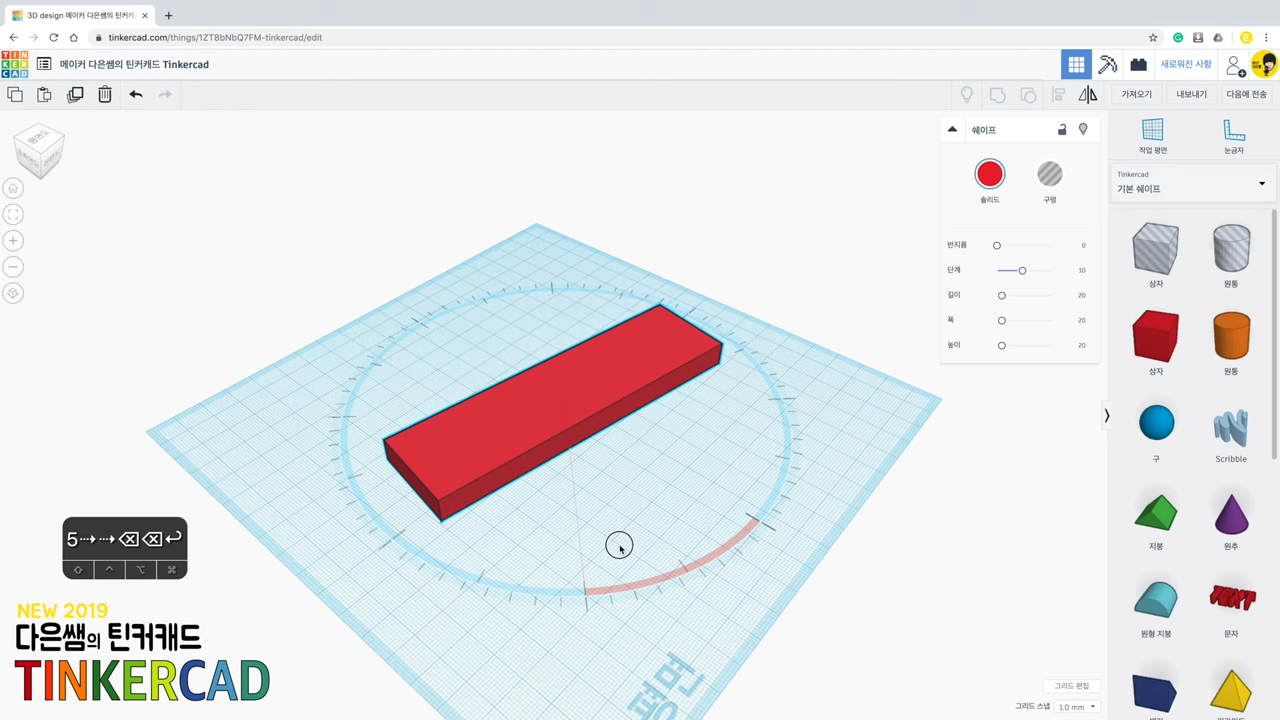 3D design 메이커 다은쌤의 틴커캐
tinkercad.com/things/1ZT8bNbQ7FM-tinkercad/edit
TIN
KER
CAD
메이커 다은쌤의 틴커캐드 Tinkercad
새로워진 사항
가져오기
내보내기
다음에 전송
쉐이프
솔리드
구멍
반지름 0
단계 10
길이 20
폭 20
높이 20
작업 평면
눈금자
Tinkercad
기본 쉐이프
상자
원통
상자
원통
구
Scribble
지붕
원추
원형 지붕
TEXT
문자
5
NEW 2019
다은쌤의 틴커캐드
TINKERCAD
그리드 편집
그리드 스냅 1.0 mm